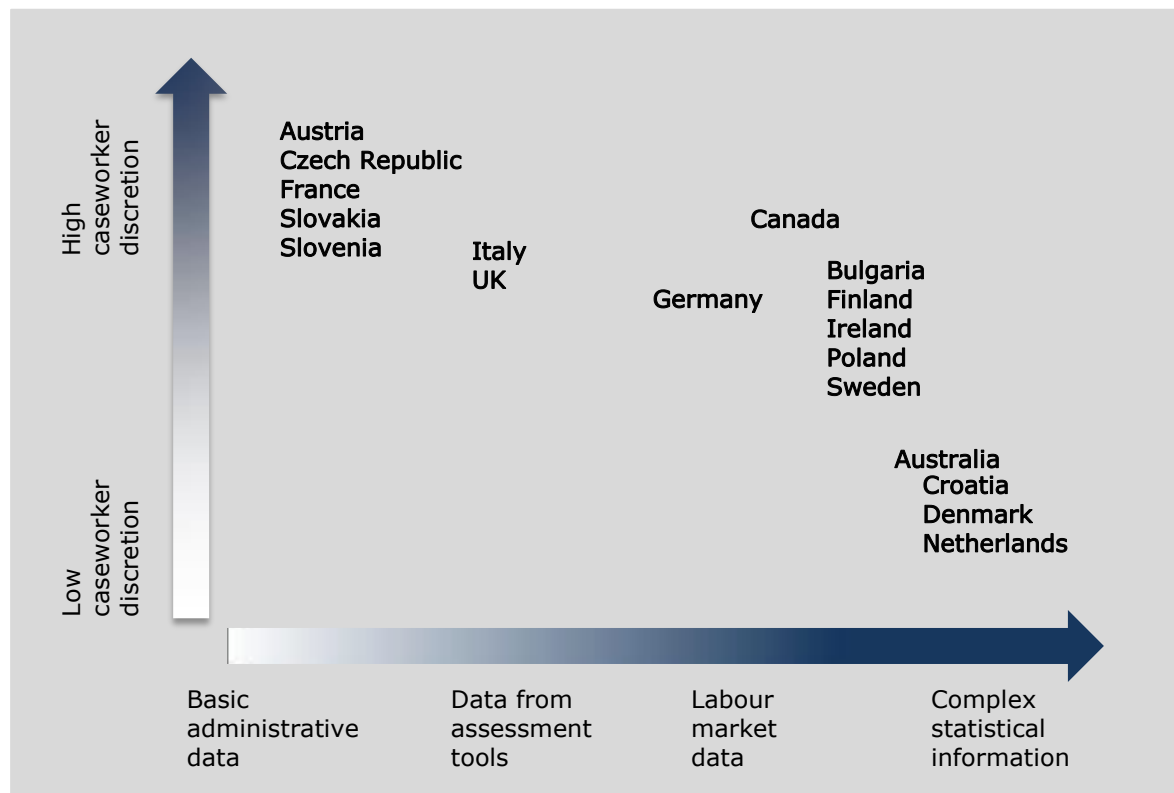 High
caseworker
discretion
Low
caseworker
discretion
Austria
Czech Republic
France
Slovakia
Slovenia
Italy
UK
Germany
Canada
Bulgaria
Finland
Ireland
Poland
Sweden
Australia
Croatia
Denmark
Netherlands
Basic
administrative
data
Data from
assessment
tools
Labour
market
data
Complex
statistical
information